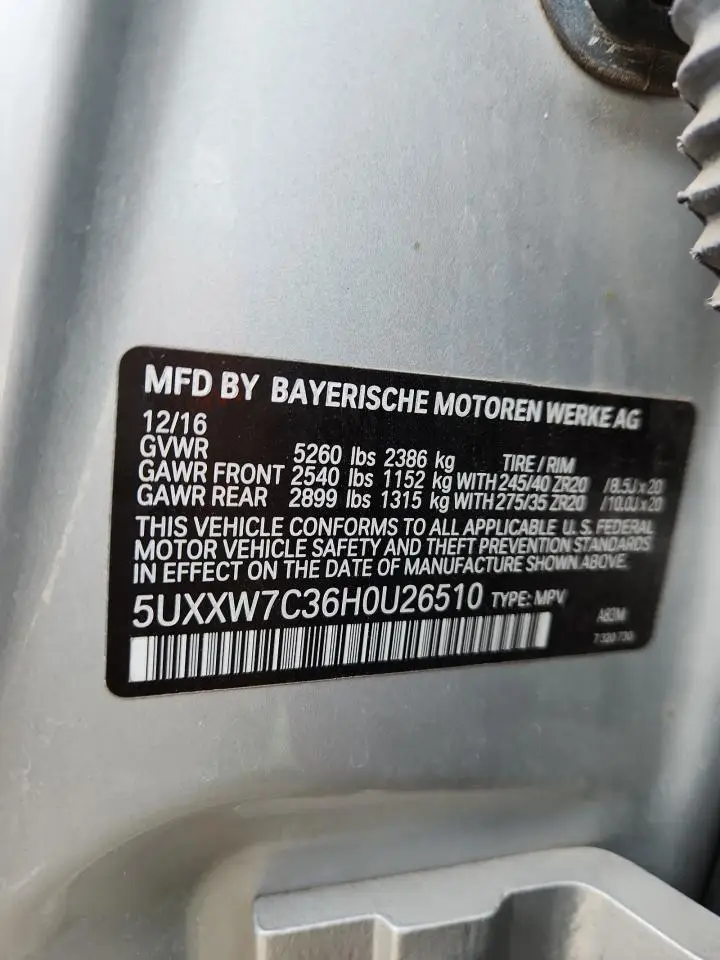 MFD BY BAYERISCHE MOTOREN WERKE AG
12/16
GVWR 5260 lbs 2386 kg TIRE / RIM
GAWR FRONT 2540 lbs 1152 kg WITH 245/40 ZR20 /8.5J x 20
GAWR REAR 2899 lbs 1315 kg WITH 275/35 ZR20 /10.0J x 20
THIS VEHICLE CONFORMS TO ALL APPLICABLE U.S. FEDERAL
MOTOR VEHICLE SAFETY AND THEFT PREVENTION STANDARDS
IN EFFECT ON THE DATE OF MANUFACTURE SHOWN ABOVE.
5UXXW7C36H0U26510 TYPE: MPV